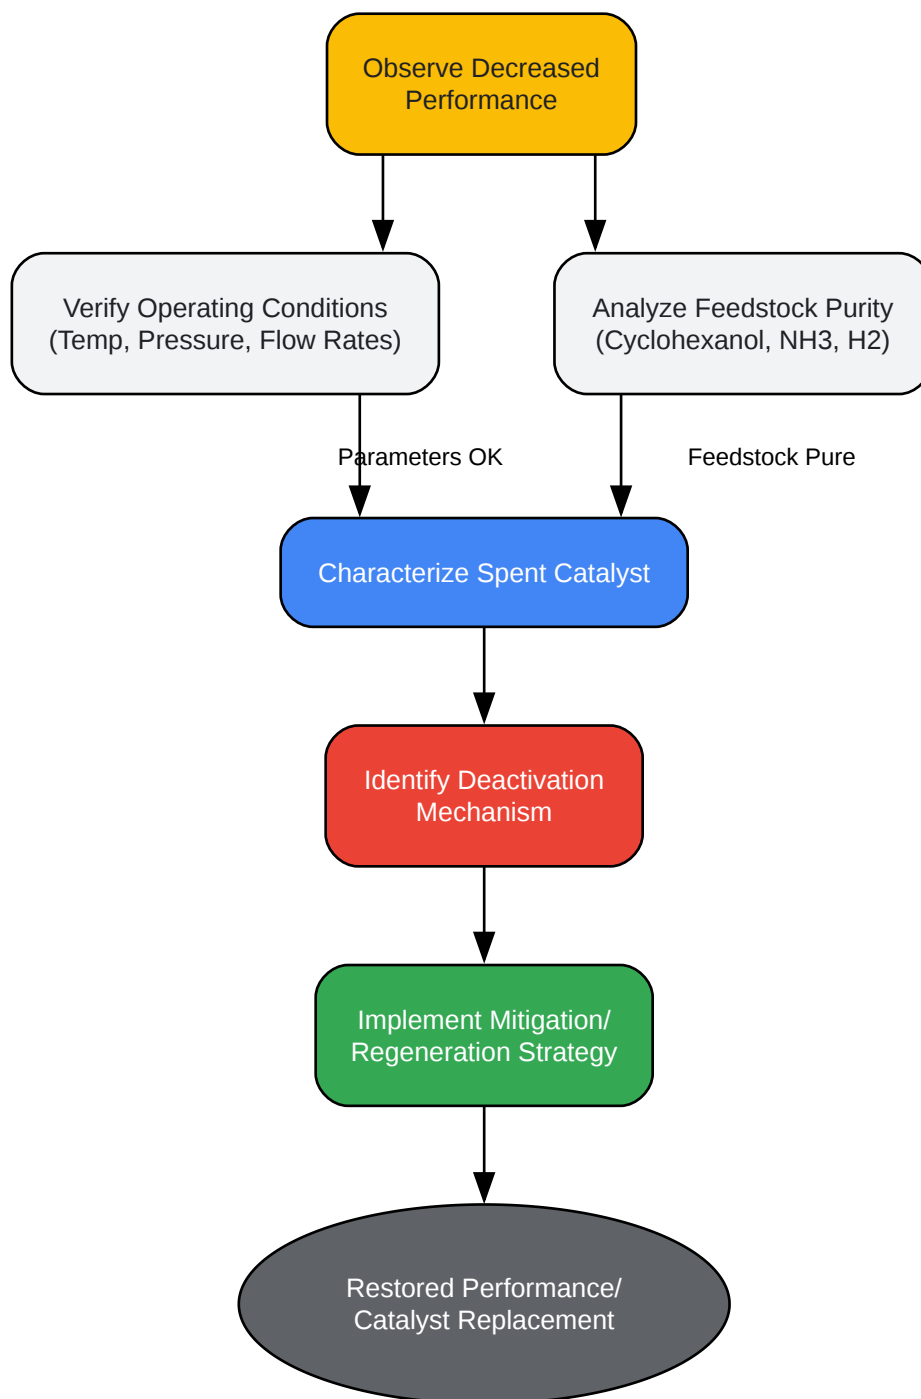 Observe Decreased
Performance
Verify Operating Conditions
(Temp, Pressure, Flow Rates)
Analyze Feedstock Purity
(Cyclohexanol, NH3, H2)
Parameters OK
Feedstock Pure
Characterize Spent Catalyst
Identify Deactivation
Mechanism
Implement Mitigation/
Regeneration Strategy
Restored Performance/
Catalyst Replacement